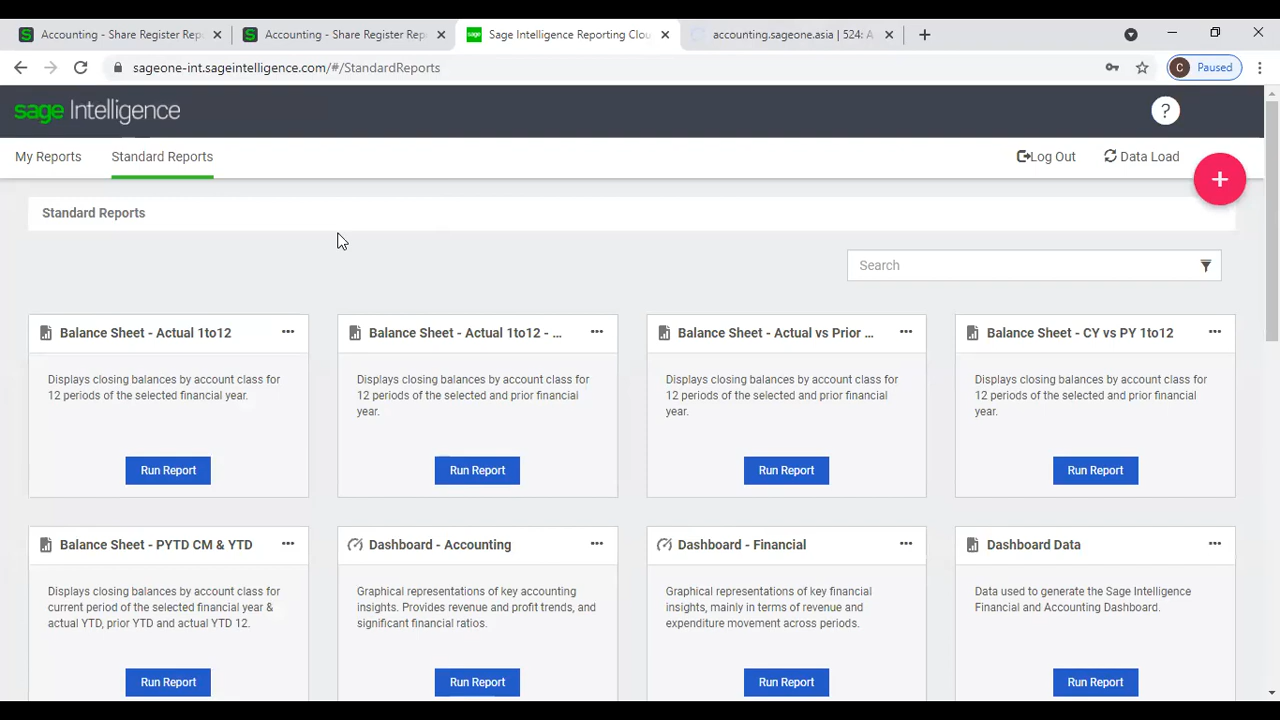 Accounting - Share Register Rep
Accounting - Share Register Rep
Sage Intelligence Reporting Clou
accounting.sageone.asia | 524: A
sageone-int.sageintelligence.com/#/StandardReports
C
Paused
sage Intelligence
?
My Reports
Standard Reports
Log Out
Data Load
+
Standard Reports
Search
Balance Sheet - Actual 1to12
Balance Sheet - Actual 1to12 - ...
Balance Sheet - Actual vs Prior ...
Balance Sheet - CY vs PY 1to12
Displays closing balances by account class for
12 periods of the selected financial year.
Displays closing balances by account class for
12 periods of the selected and prior financial
year.
Displays closing balances by account class for
12 periods of the selected and prior financial
year.
Displays closing balances by account class for
12 periods of the selected and prior financial
year.
Run Report
Run Report
Run Report
Run Report
Balance Sheet - PYTD CM & YTD
Dashboard - Accounting
Dashboard - Financial
Dashboard Data
Displays closing balances by account class for
current period of the selected financial year &
actual YTD, prior YTD and actual YTD 12.
Graphical representations of key accounting
insights. Provides revenue and profit trends, and
significant financial ratios.
Graphical representations of key financial
insights, mainly in terms of revenue and
expenditure movement across periods.
Data used to generate the Sage Intelligence
Financial and Accounting Dashboard.
Run Report
Run Report
Run Report
Run Report